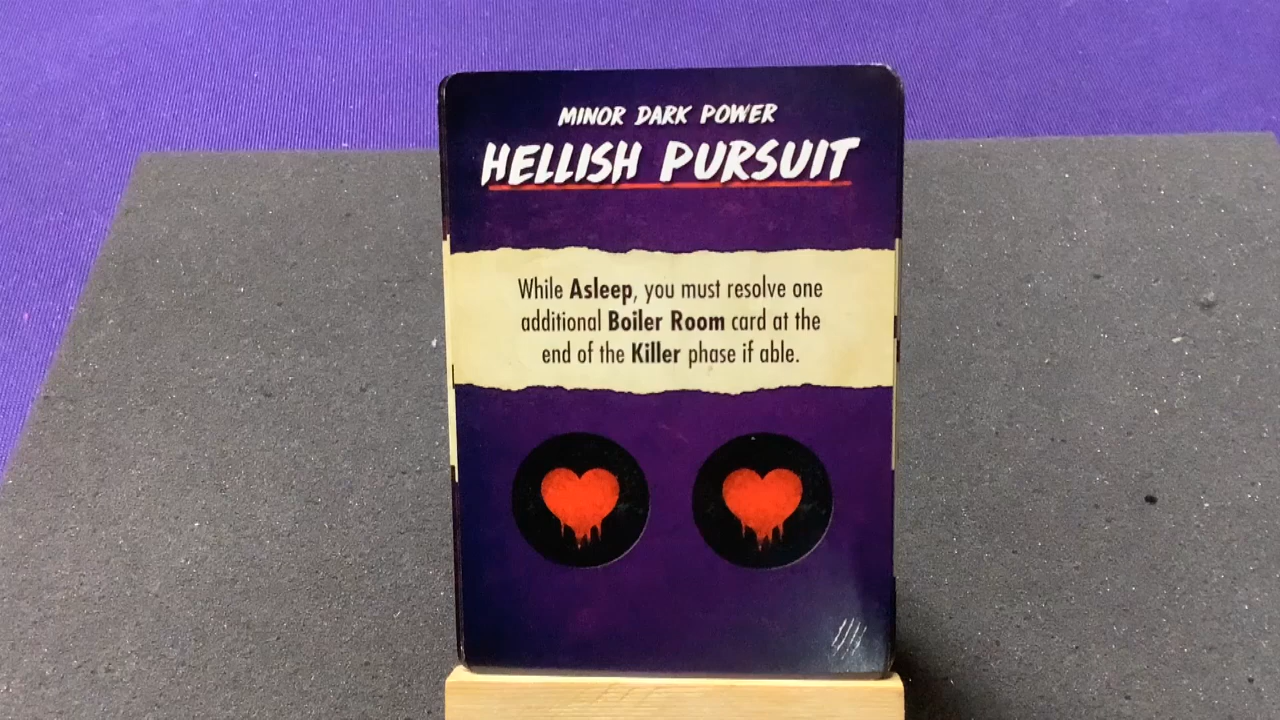 MINOR DARK POWER
HELLISH PURSUIT
While Asleep, you must resolve one
additional Boiler Room card at the
end of the Killer phase if able.